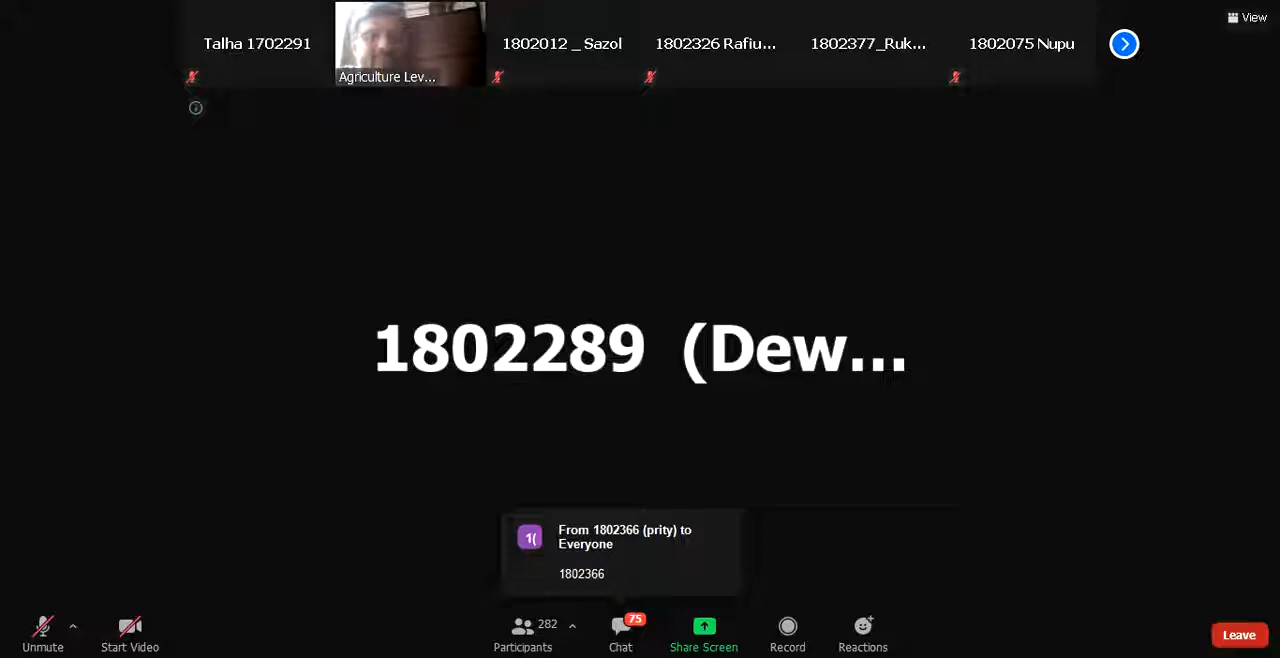 View
Talha 1702291
Agriculture Lev...
1802012 _ Sazol
1802326 Rafiu...
1802377_Ruk...
1802075 Nupu
1802289 (Dew...
1(
From 1802366 (prity) to
Everyone
1802366
Unmute
Start Video
282
Participants
75
Chat
Share Screen
Record
Reactions
Leave